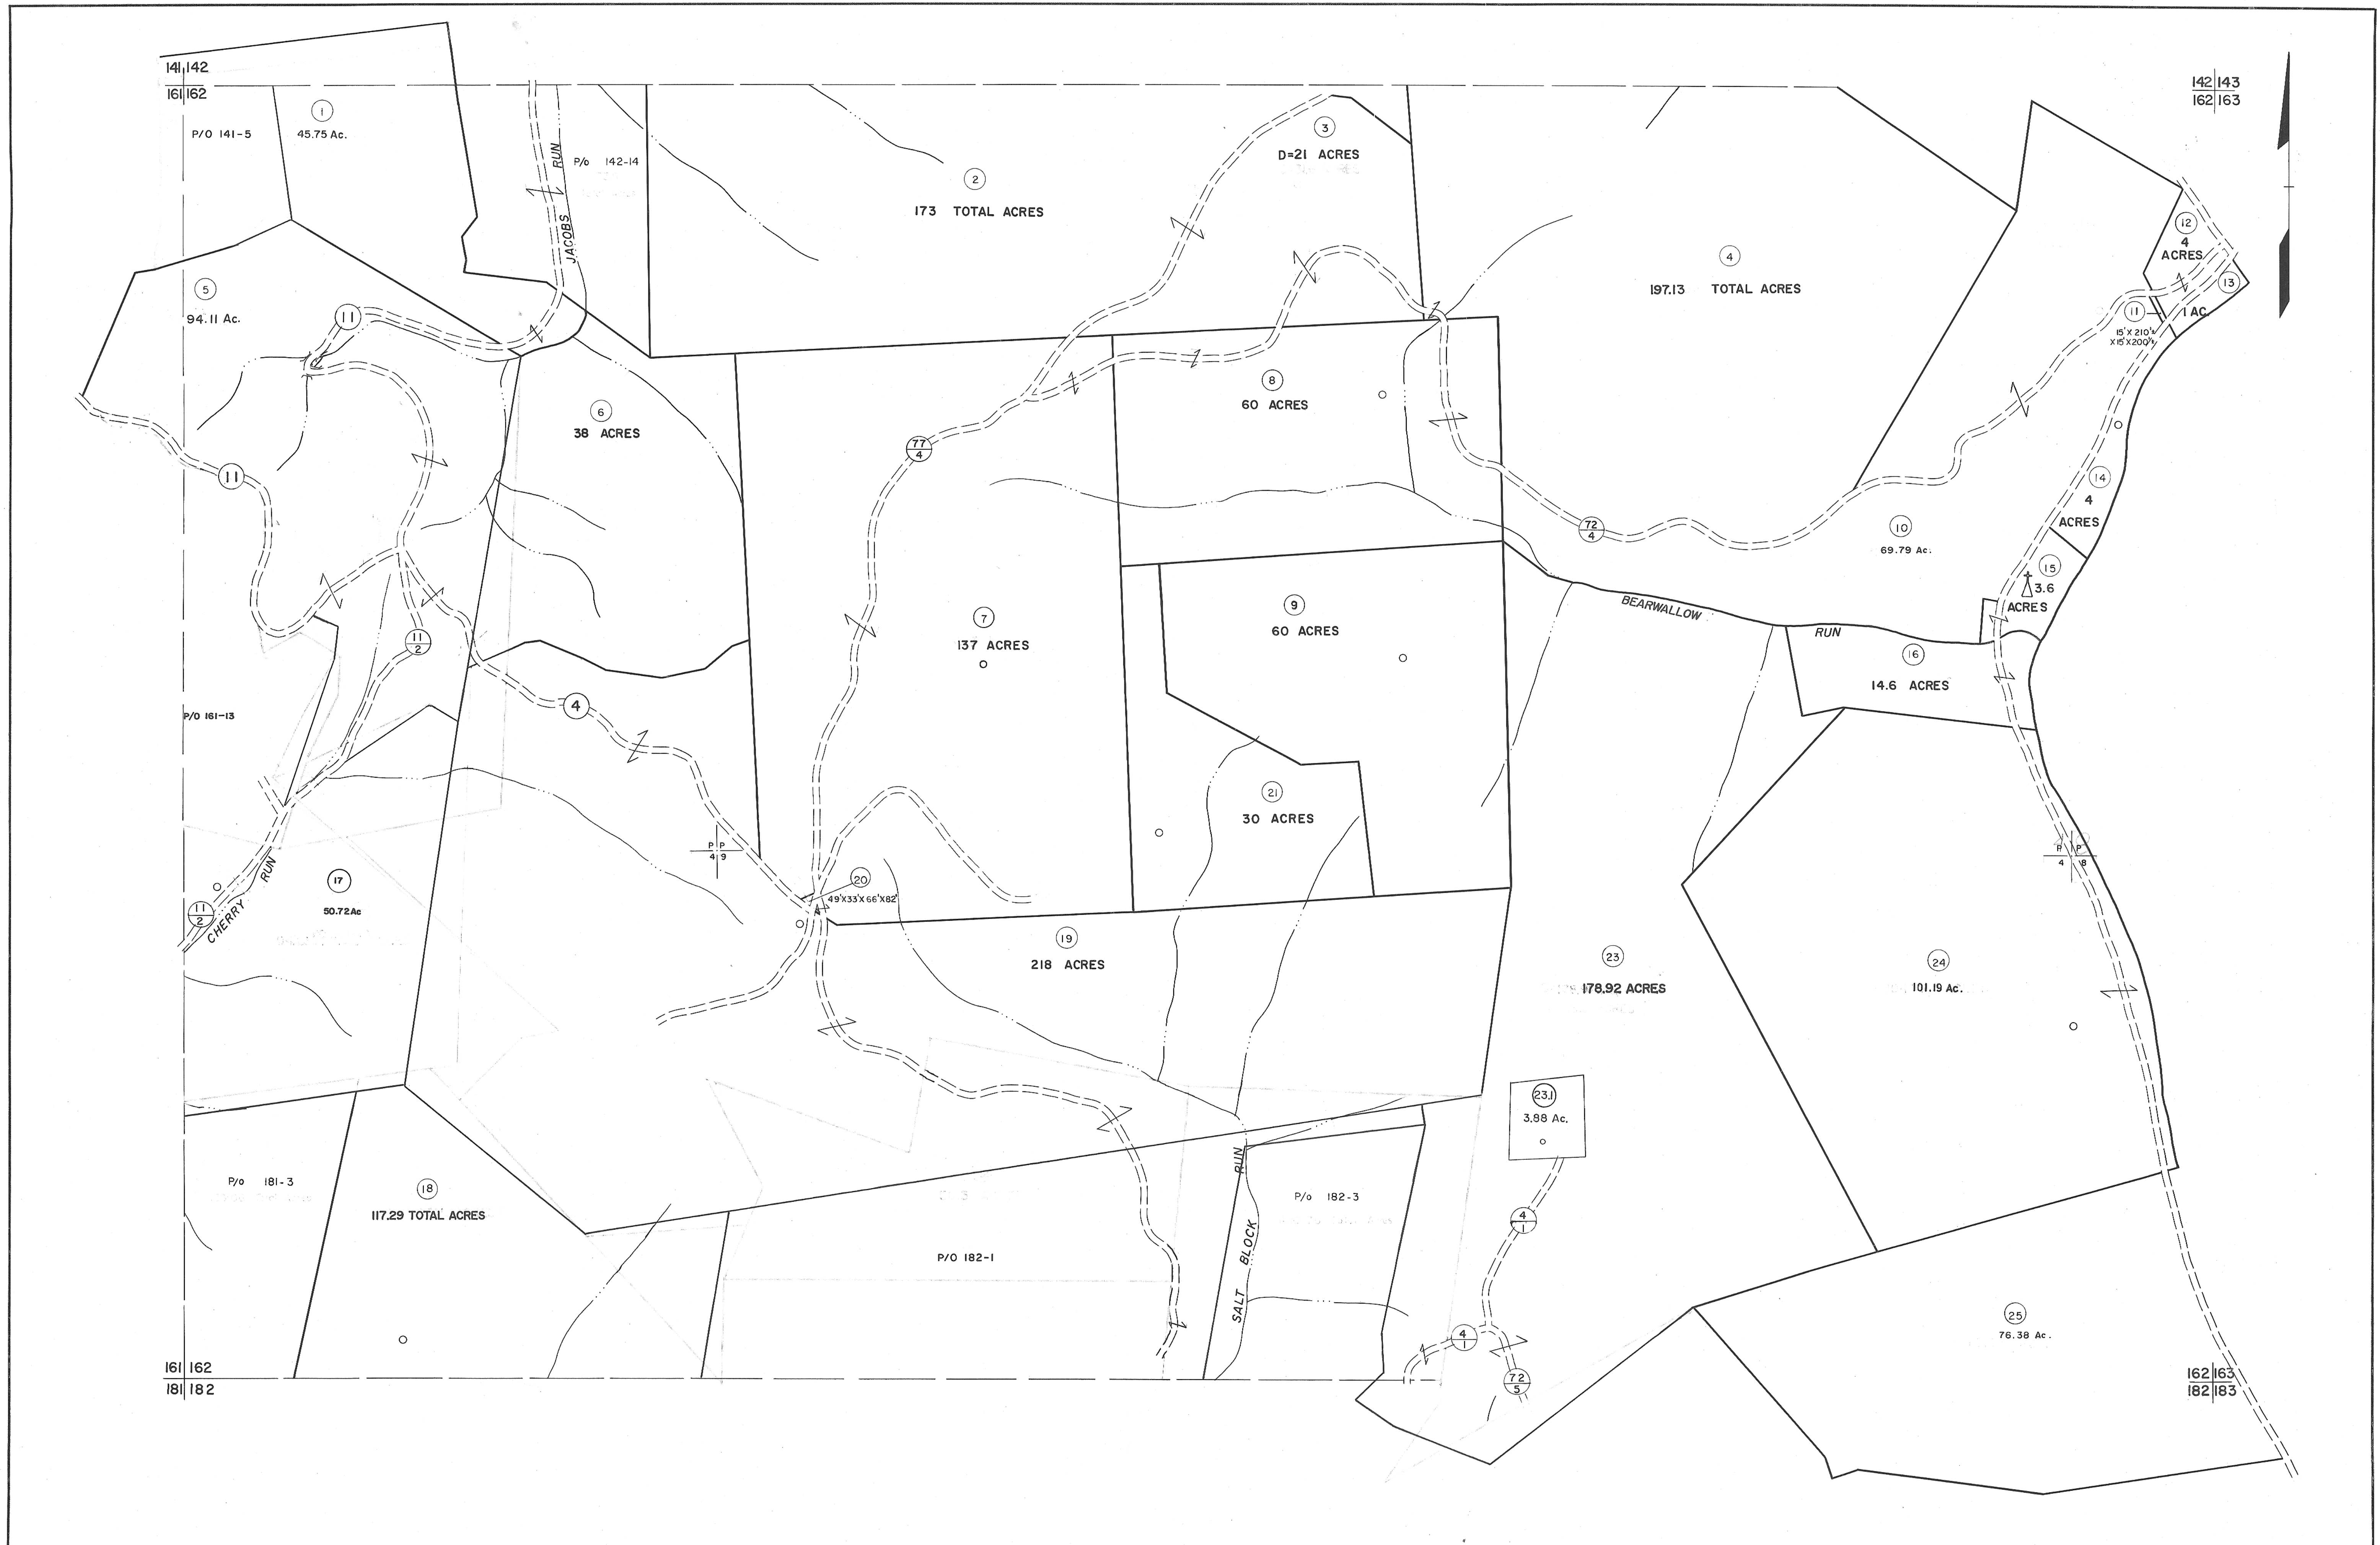 141 142
161 162
142 143
162 163
1
45.75 Ac.
P/O 141-5
P/o 142-14
JACOBS RUN
2
173 TOTAL ACRES
3
D=21 ACRES
4
197.13 TOTAL ACRES
12
4
ACRES
13
1 AC.
11
15'X 210'±
X15'X200'±
5
94.11 Ac.
11
11
6
38 ACRES
77
4
8
60 ACRES
72
4
10
69.79 Ac.
14
4
ACRES
15
3.6
ACRES
7
137 ACRES
9
60 ACRES
BEARWALLOW RUN
16
14.6 ACRES
11
2
4
P/O 161-13
21
30 ACRES
P P
4 9
P P
4 8
17
50.72Ac
11
2
CHERRY RUN
20
49'X33'X66'X82'
19
218 ACRES
23
178.92 ACRES
24
101.19 Ac.
23.1
3.88 Ac.
P/o 181-3
18
117.29 TOTAL ACRES
P/O 182-1
SALT BLOCK RUN
P/o 182-3
4
1
4
1
72
5
25
76.38 Ac.
161 162
181 182
162 163
182 183